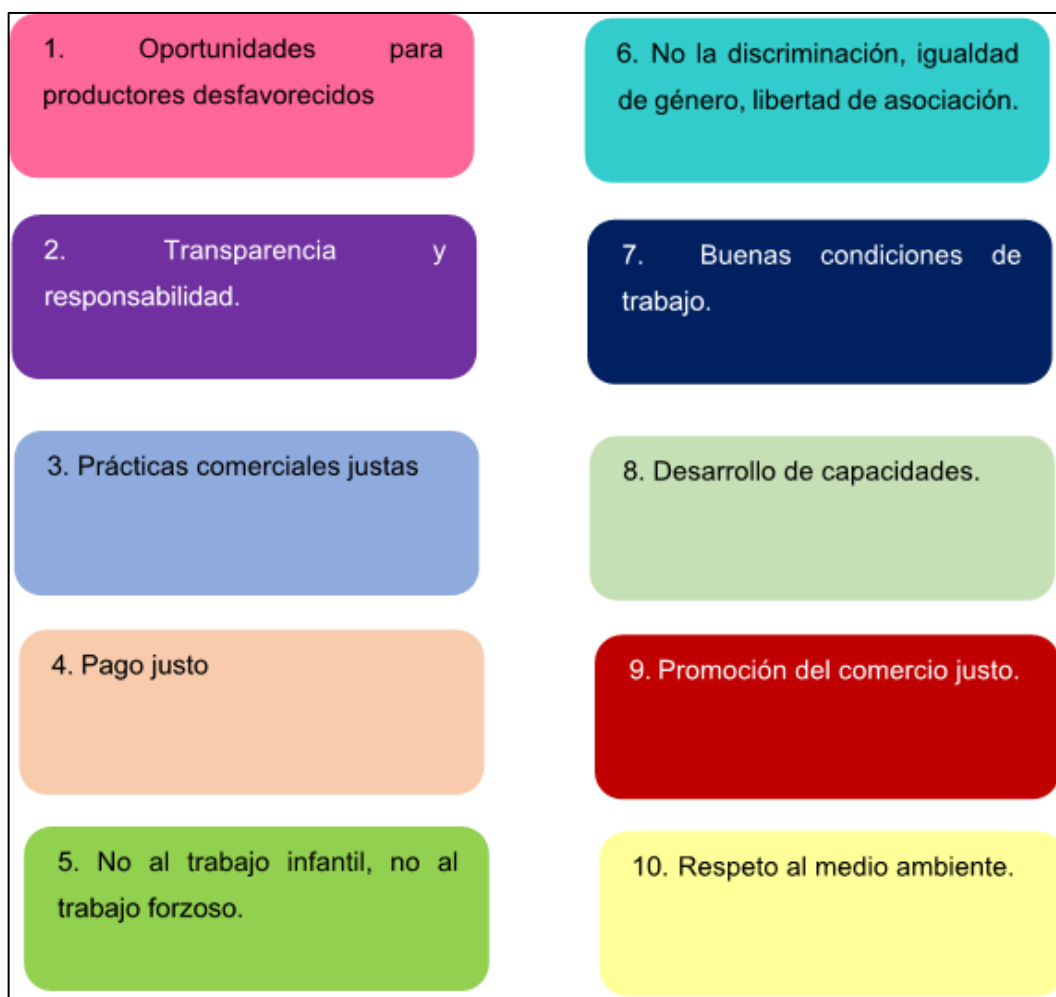 1. Oportunidades para
productores desfavorecidos
2. Transparencia y
responsabilidad.
3. Prácticas comerciales justas
4. Pago justo
5. No al trabajo infantil, no al
trabajo forzoso.
6. No la discriminación, igualdad
de género, libertad de asociación.
7. Buenas condiciones de
trabajo.
8. Desarrollo de capacidades.
9. Promoción del comercio justo.
10. Respeto al medio ambiente.